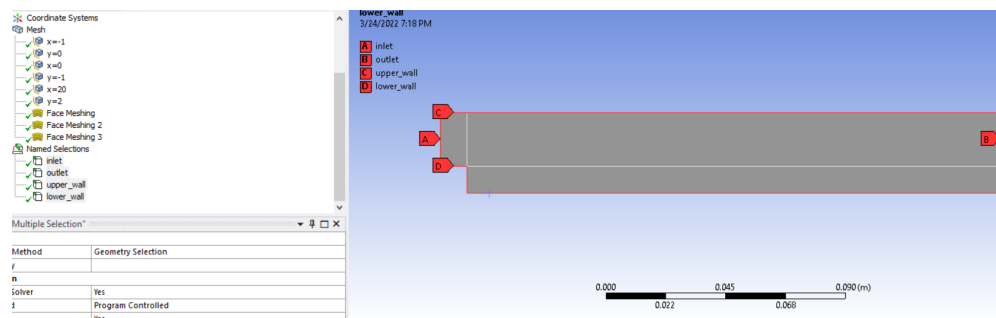 Coordinate Systems
Mesh
x=-1
y=0
x=0
y=-1
x=20
y=2
Face Meshing
Face Meshing 2
Face Meshing 3
Named Selections
inlet
outlet
upper_wall
lower_wall
Multiple Selection"
Method Geometry Selection
y
n
Solver Yes
d Program Controlled
Yes
lower_wall
3/24/2022 7:18 PM
A inlet
B outlet
C upper_wall
D lower_wall
C
A
B
D
0.000 0.045 0.090 (m)
0.022 0.068